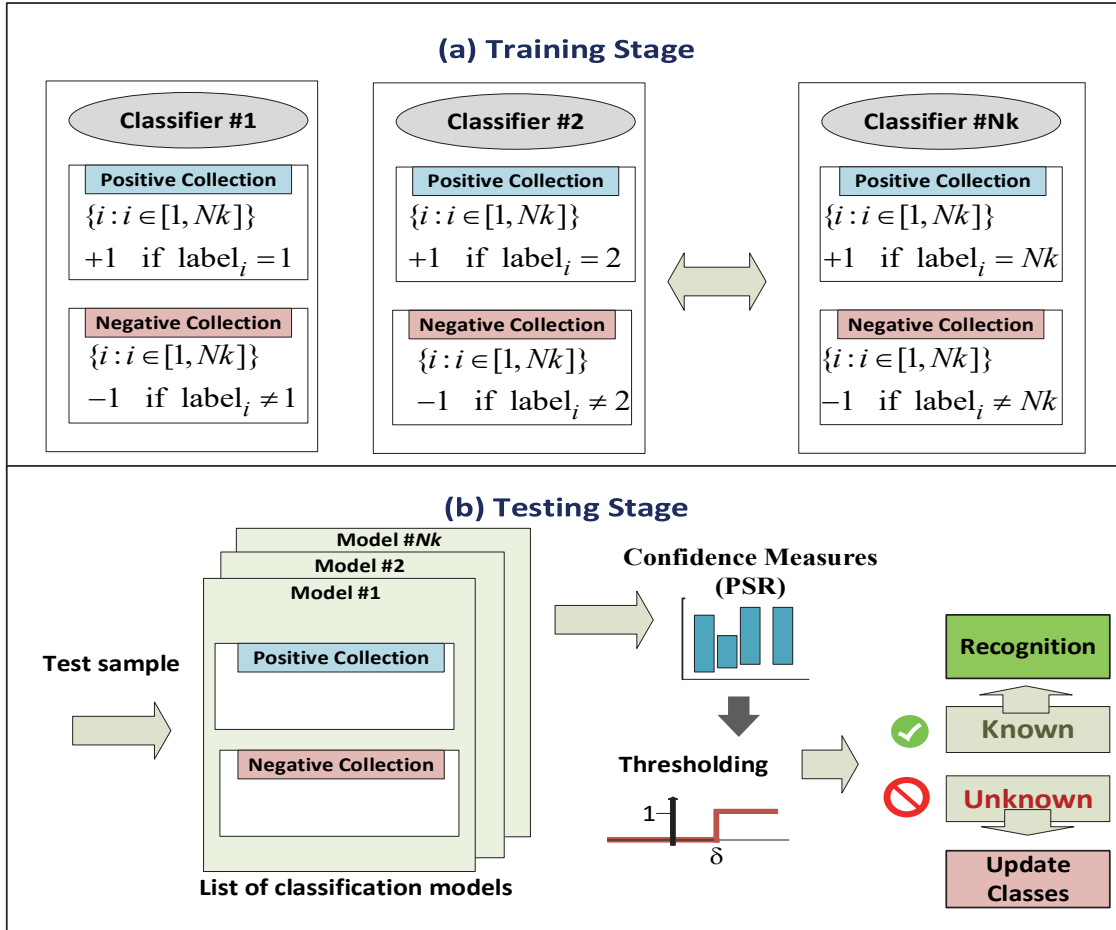 (a) Training Stage
Classifier #1
Positive Collection
{i : i ∈ [1, Nk]}
+1 if label_i = 1
Negative Collection
{i : i ∈ [1, Nk]}
−1 if label_i ≠ 1
Classifier #2
Positive Collection
{i : i ∈ [1, Nk]}
+1 if label_i = 2
Negative Collection
{i : i ∈ [1, Nk]}
−1 if label_i ≠ 2
Classifier #Nk
Positive Collection
{i : i ∈ [1, Nk]}
+1 if label_i = Nk
Negative Collection
{i : i ∈ [1, Nk]}
−1 if label_i ≠ Nk
(b) Testing Stage
Test sample
Model #Nk
Model #2
Model #1
Positive Collection
Negative Collection
List of classification models
Confidence Measures
(PSR)
Thresholding
1
δ
Recognition
Known
Unknown
Update
Classes